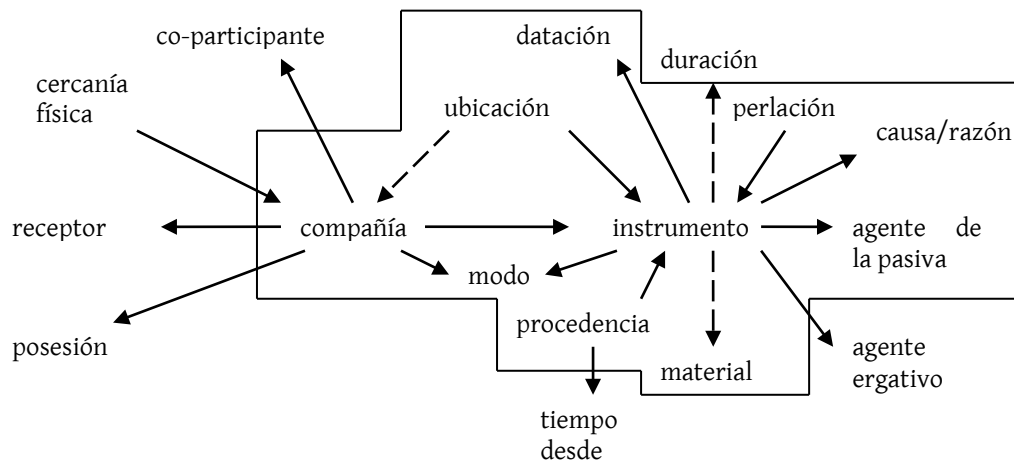 co-participante
datación
duración
cercanía
física
ubicación
perlación
causa/razón
receptor
compañía
instrumento
agente de
la pasiva
modo
procedencia
posesión
material
agente
ergativo
tiempo
desde